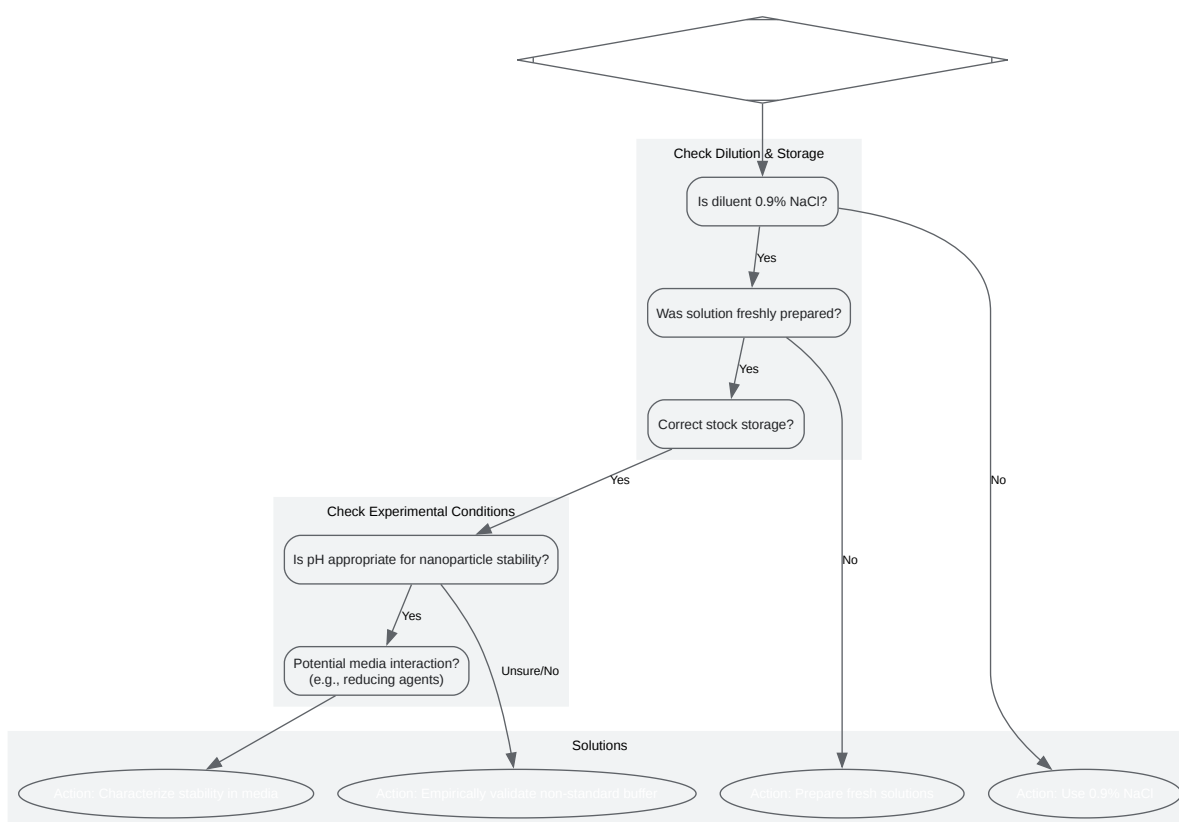 Check Dilution & Storage
Is diluent 0.9% NaCl?
Yes
Was solution freshly prepared?
Yes
Correct stock storage?
Yes
No
Check Experimental Conditions
Is pH appropriate for nanoparticle stability?
No
Yes
Potential media interaction?
(e.g., reducing agents)
Unsure/No
Solutions
Action: Characterize stability in media
Action: Empirically validate non-standard buffer
Action: Prepare fresh solutions
Action: Use 0.9% NaCl